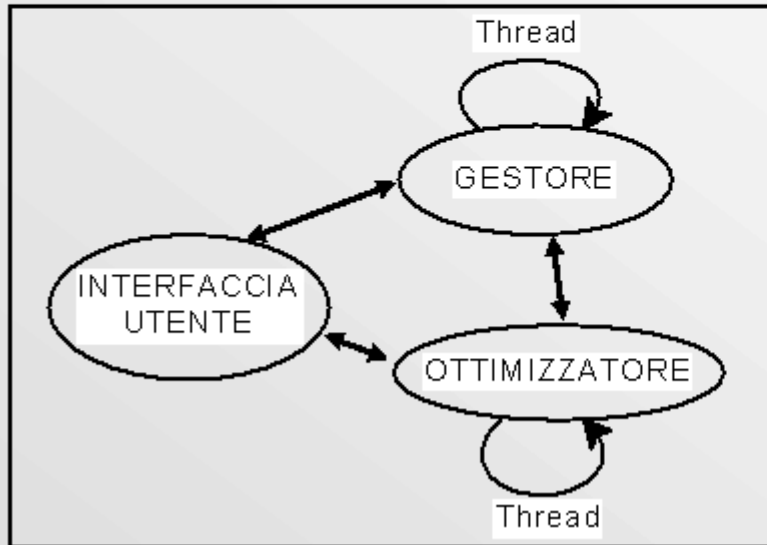 Thread
GESTORE
INTERFACCIA
UTENTE
OTTIMIZZATORE
Thread